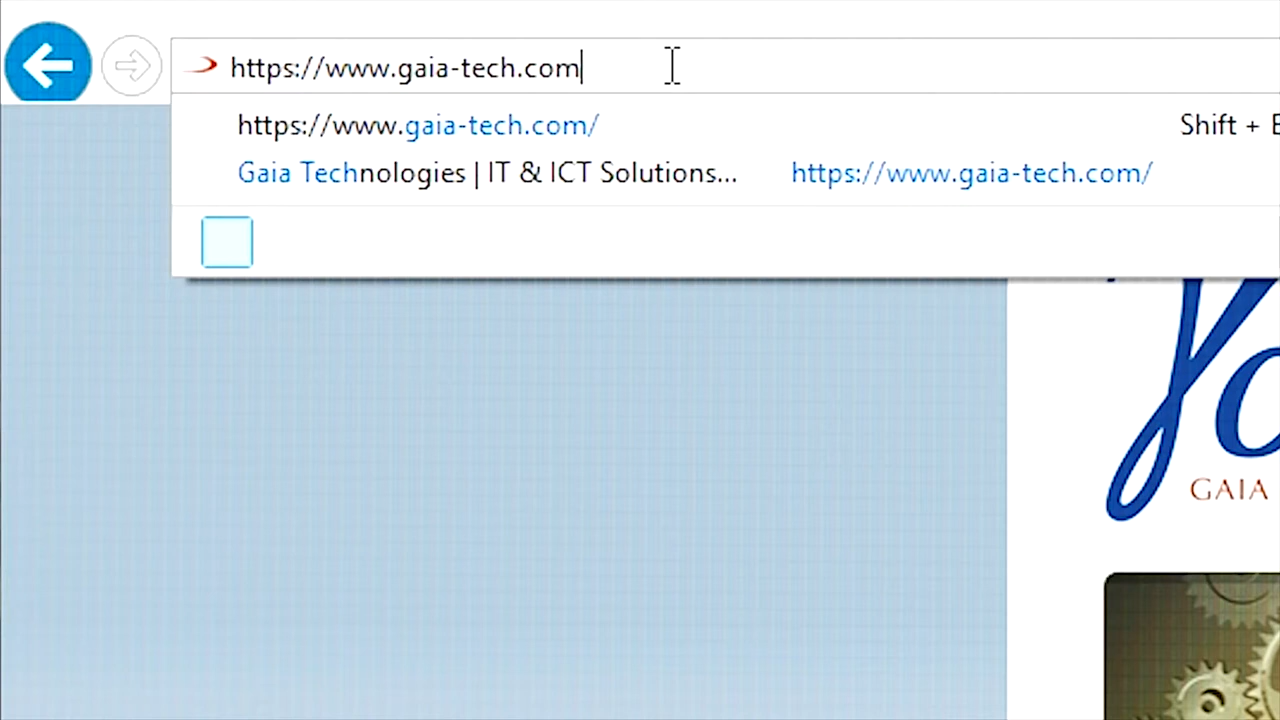 https://www.gaia-tech.com
https://www.gaia-tech.com/ Shift +
Gaia Technologies | IT & ICT Solutions... https://www.gaia-tech.com/
GAIA